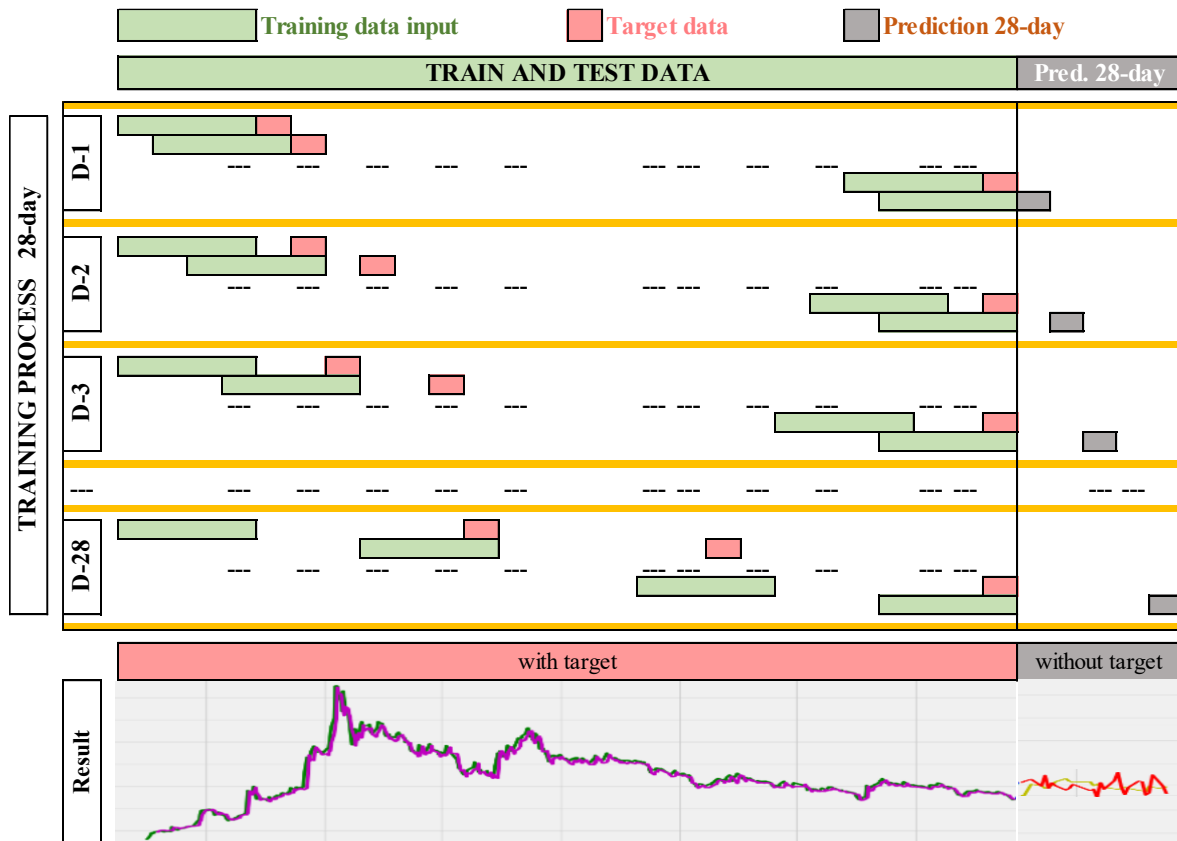 Training data input
Target data
Prediction 28-day
TRAIN AND TEST DATA
Pred. 28-day
TRAINING PROCESS 28-day
D-1
--- --- --- --- --- --- --- --- --- --- ---
D-2
--- --- --- --- --- --- --- --- --- --- ---
D-3
--- --- --- --- --- --- --- --- --- --- ---
--- --- --- --- --- --- --- --- --- --- --- --- --- ---
D-28
--- --- --- --- --- --- --- --- --- --- ---
with target
without target
Result